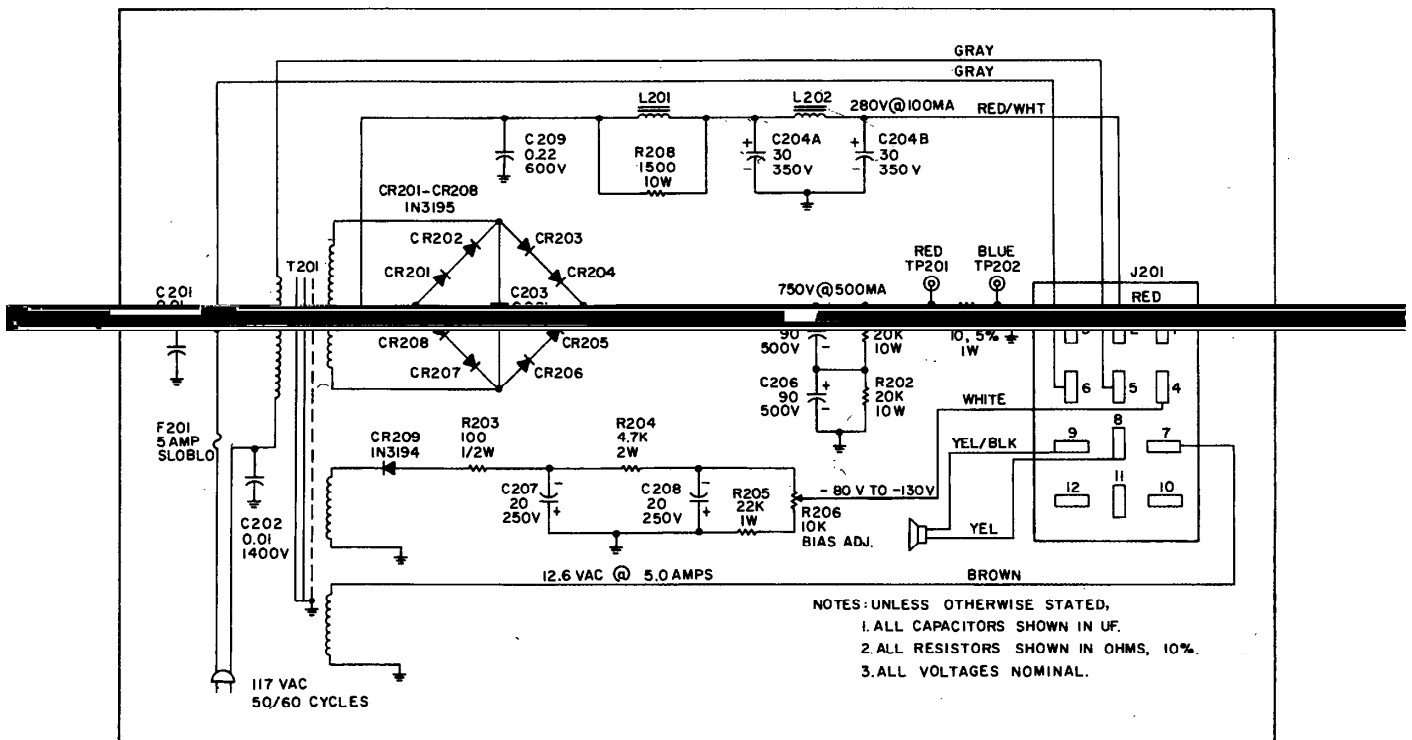 GRAY
GRAY
L201
L202
280V@100MA
RED/WHT
C209
0.22
600V
R208
1500
10W
+
C204A
30
350V
-
+
C204B
30
350V
-
CR201-CR208
1N3195
CR202
CR203
CR201
CR204
T201
C201
C203
RED
TP201
BLUE
TP202
J201
RED
750V@500MA
CR208
CR205
CR207
CR206
90
500V
-
20K
10W
10, 5%
1W
C206
90
500V
+
-
R202
20K
10W
6
5
4
WHITE
F201
5 AMP
SLOBLO
CR209
1N3194
R203
100
1/2W
R204
4.7K
2W
YEL/BLK
9
8
7
C207
20
250V
-
+
C208
20
250V
-
+
R205
22K
1W
-80 V TO -130V
R206
10K
BIAS ADJ.
12
11
10
C202
0.01
1400V
YEL
12.6 VAC @ 5.0 AMPS
BROWN
NOTES: UNLESS OTHERWISE STATED,
1. ALL CAPACITORS SHOWN IN UF.
2. ALL RESISTORS SHOWN IN OHMS, 10%.
3. ALL VOLTAGES NOMINAL.
117 VAC
50/60 CYCLES